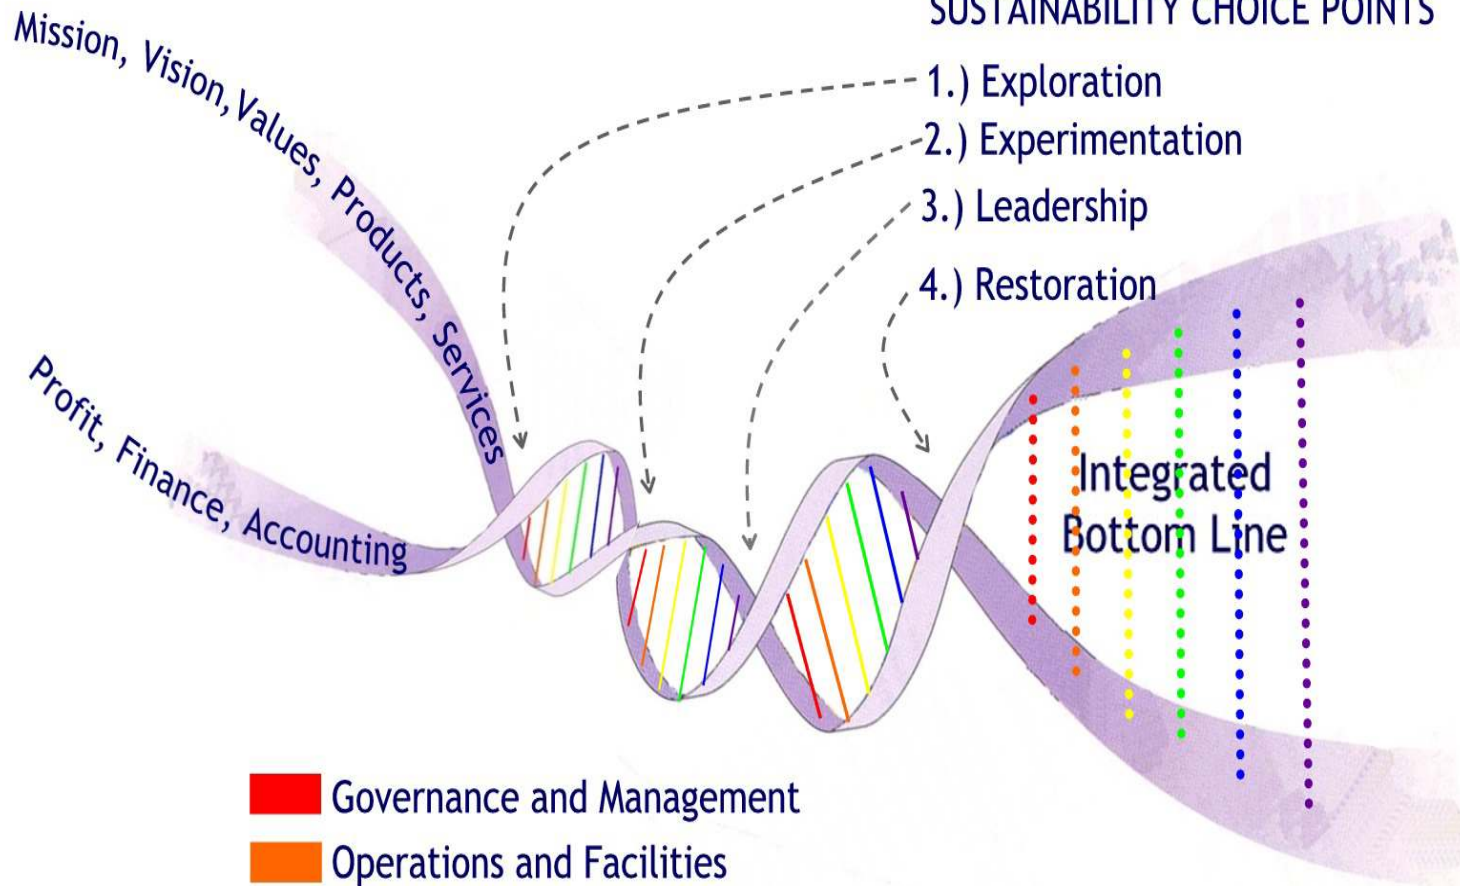 SUSTAINABILITY CHOICE POINTS
1.) Exploration
2.) Experimentation
3.) Leadership
4.) Restoration
Mission, Vision, Values, Products, Services
Profit, Finance, Accounting
Integrated
Bottom Line
Governance and Management
Operations and Facilities